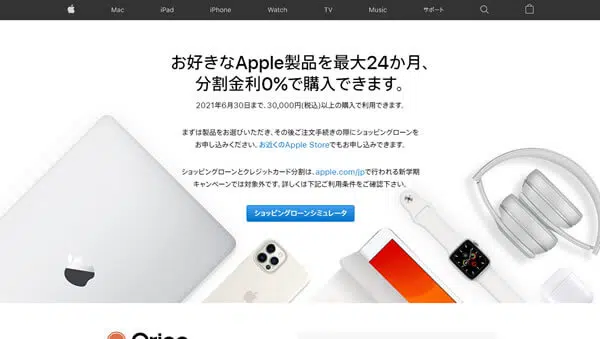 Mac
iPad
iPhone
Watch
TV
Music
サポート
お好きなApple製品を最大24か月、
分割金利0%で購入できます。
2021年6月30日まで、30,000円(税込)以上の購入で利用できます。
まずは製品をお選びいただき、その後ご注文手続きの際にショッピングローンを
お申し込みください。お近くのApple Storeでもお申し込みできます。
ショッピングローンとクレジットカード分割は、apple.com/jpで行われる新学期
キャンペーンでは対象外です。詳しくは下記ご利用条件をご確認下さい。
ショッピングローンシミュレータ
Orico